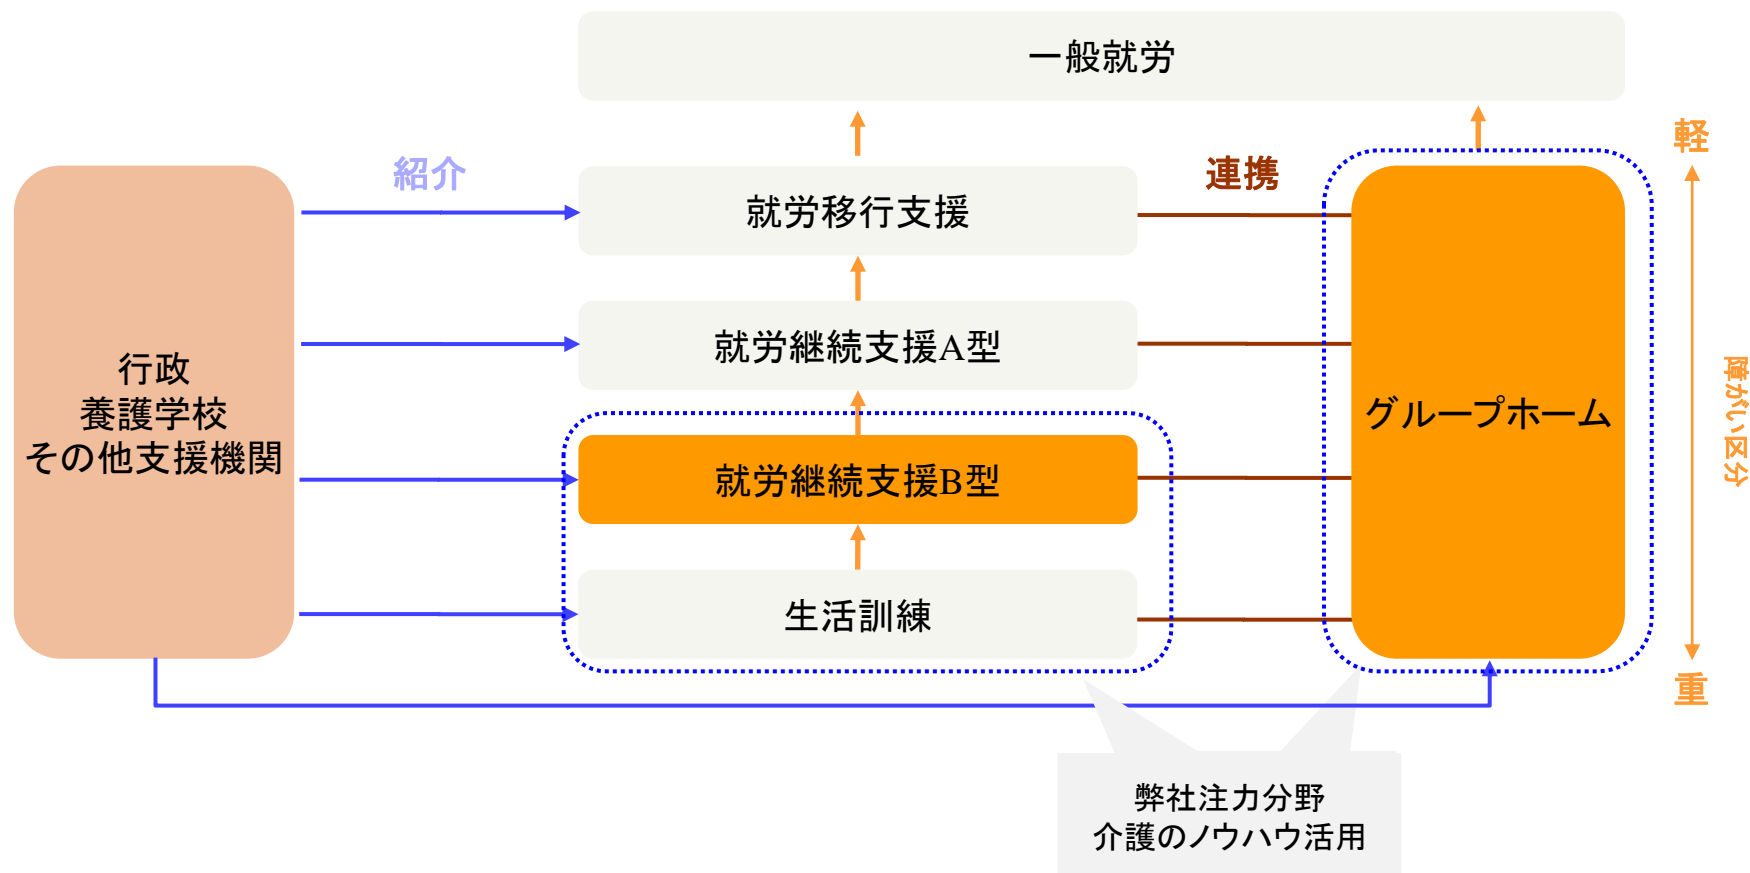 一般就労
軽
紹介
連携
就労移行支援
就労継続支援A型
行政
養護学校
その他支援機関
グループホーム
障がい区分
就労継続支援B型
生活訓練
重
弊社注力分野
介護のノウハウ活用